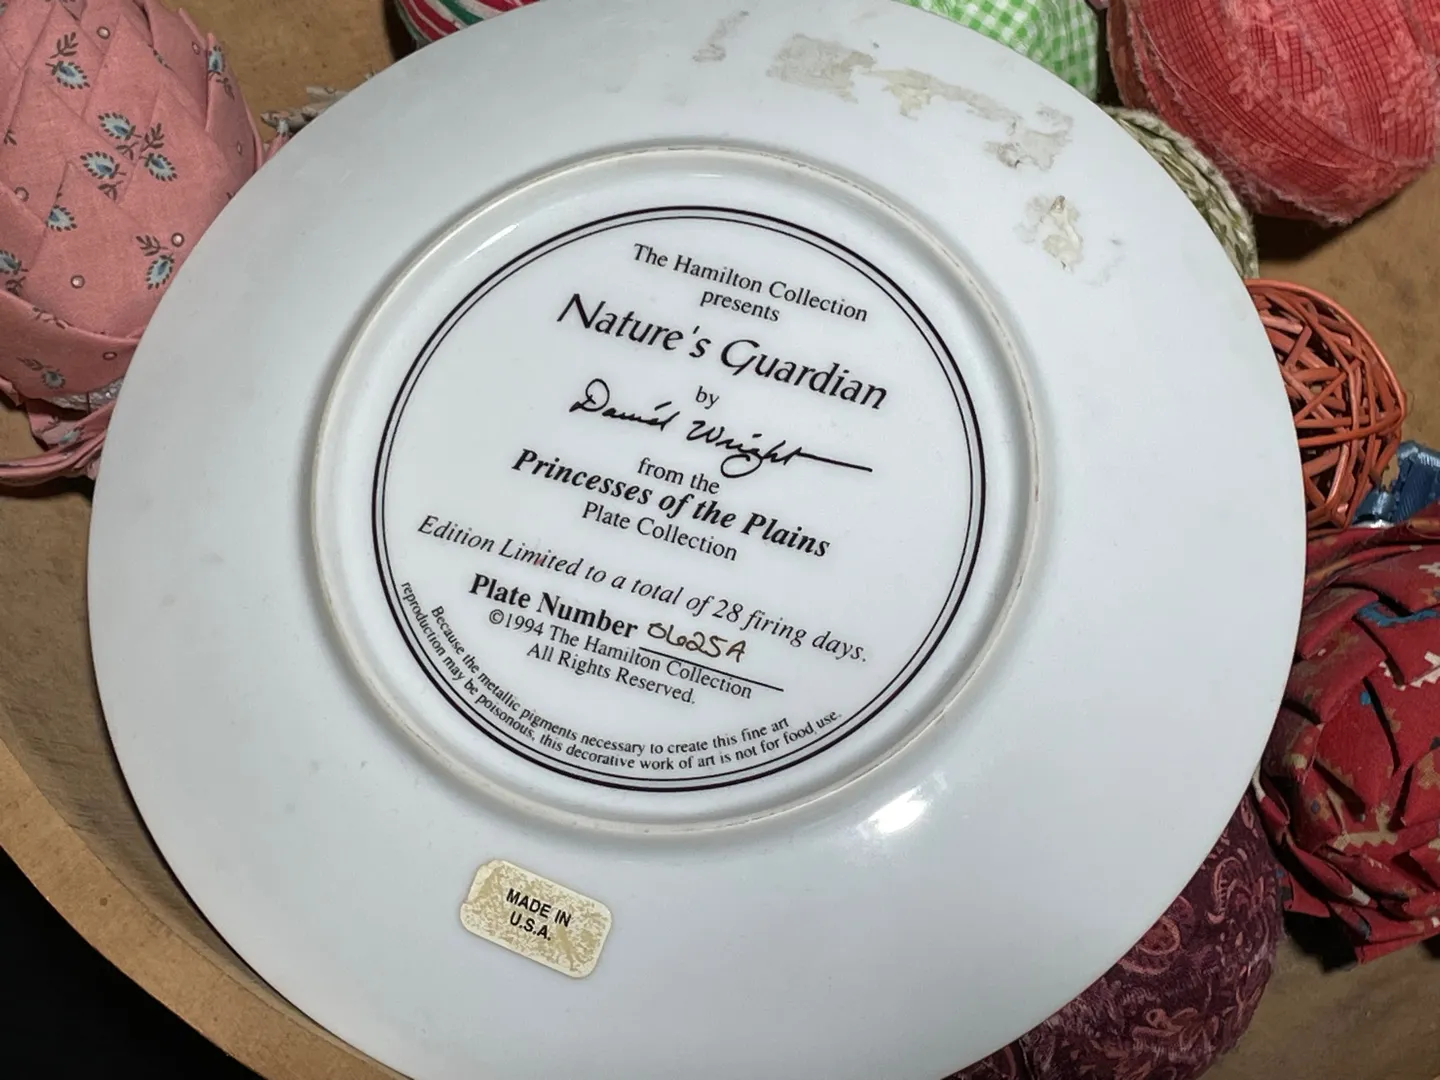 The Hamilton Collection
presents
Nature's Guardian
by
David Wright
from the
Princesses of the Plains
Plate Collection
Edition Limited to a total of 28 firing days.
Plate Number 0625A
©1994 The Hamilton Collection
All Rights Reserved.
Because the metallic pigments necessary to create this fine art
reproduction may be poisonous, this decorative work of art is not for food use.
MADE IN
U.S.A.